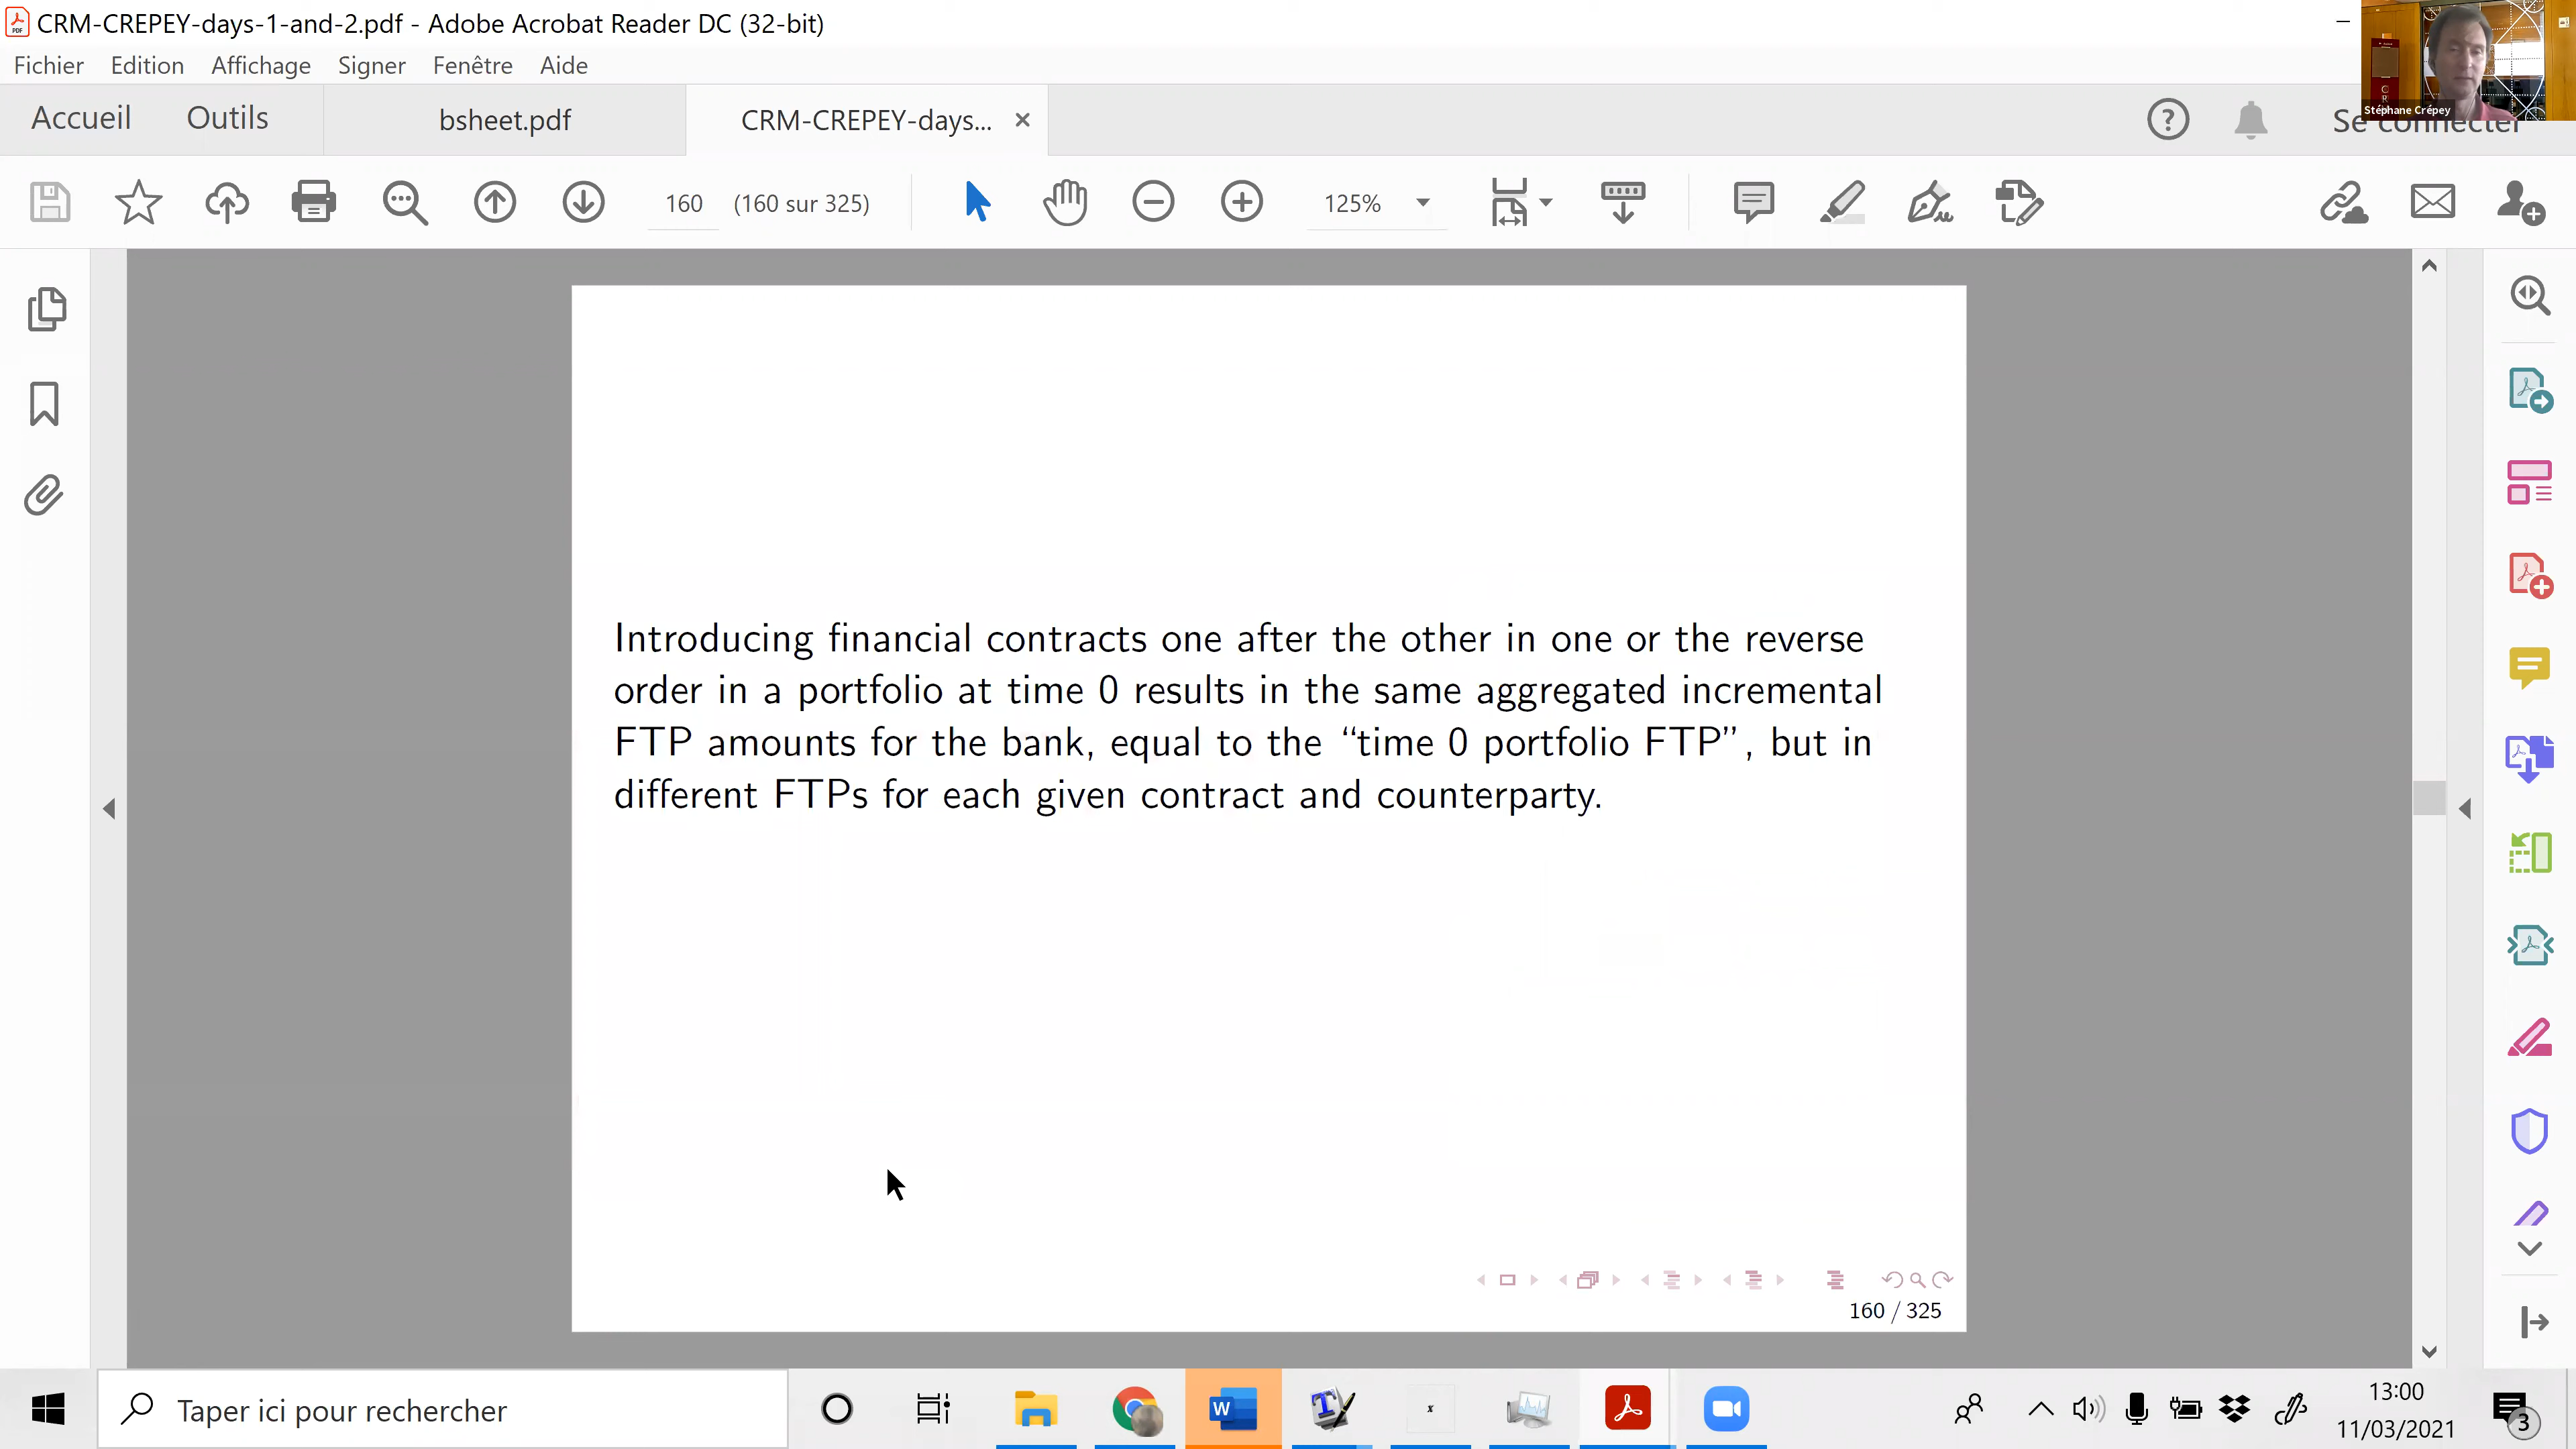 CRM-CREPEY-days-1-and-2.pdf - Adobe Acrobat Reader DC (32-bit)
Fichier Edition Affichage Signer Fenêtre Aide
Stéphane Crépey
Accueil Outils bsheet.pdf CRM-CREPEY-days... Se connecter
160 (160 sur 325) 125%
Introducing financial contracts one after the other in one or the reverse
order in a portfolio at time 0 results in the same aggregated incremental
FTP amounts for the bank, equal to the “time 0 portfolio FTP”, but in
different FTPs for each given contract and counterparty.
160 / 325
Taper ici pour rechercher
13:00
11/03/2021
3